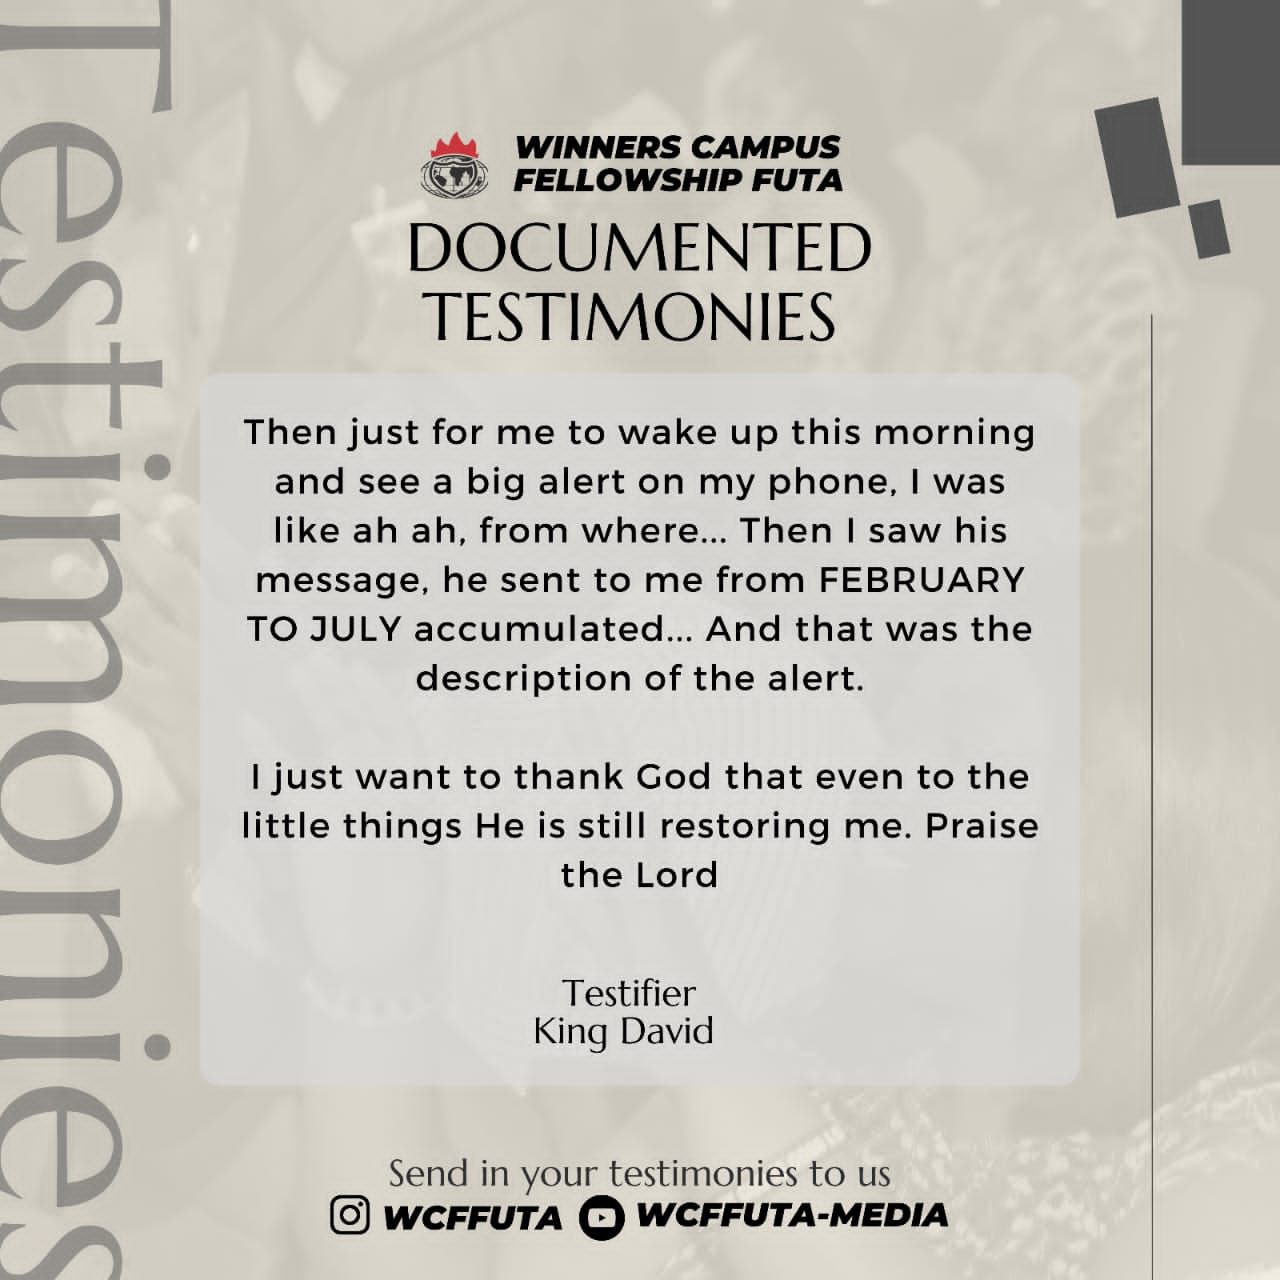 Testimonies
WINNERS CAMPUS
FELLOWSHIP FUTA
DOCUMENTED
TESTIMONIES
Then just for me to wake up this morning
and see a big alert on my phone, I was
like ah ah, from where... Then I saw his
message, he sent to me from FEBRUARY
TO JULY accumulated... And that was the
description of the alert.
I just want to thank God that even to the
little things He is still restoring me. Praise
the Lord
Testifier
King David
Send in your testimonies to us
WCFFUTA WCFFUTA-MEDIA